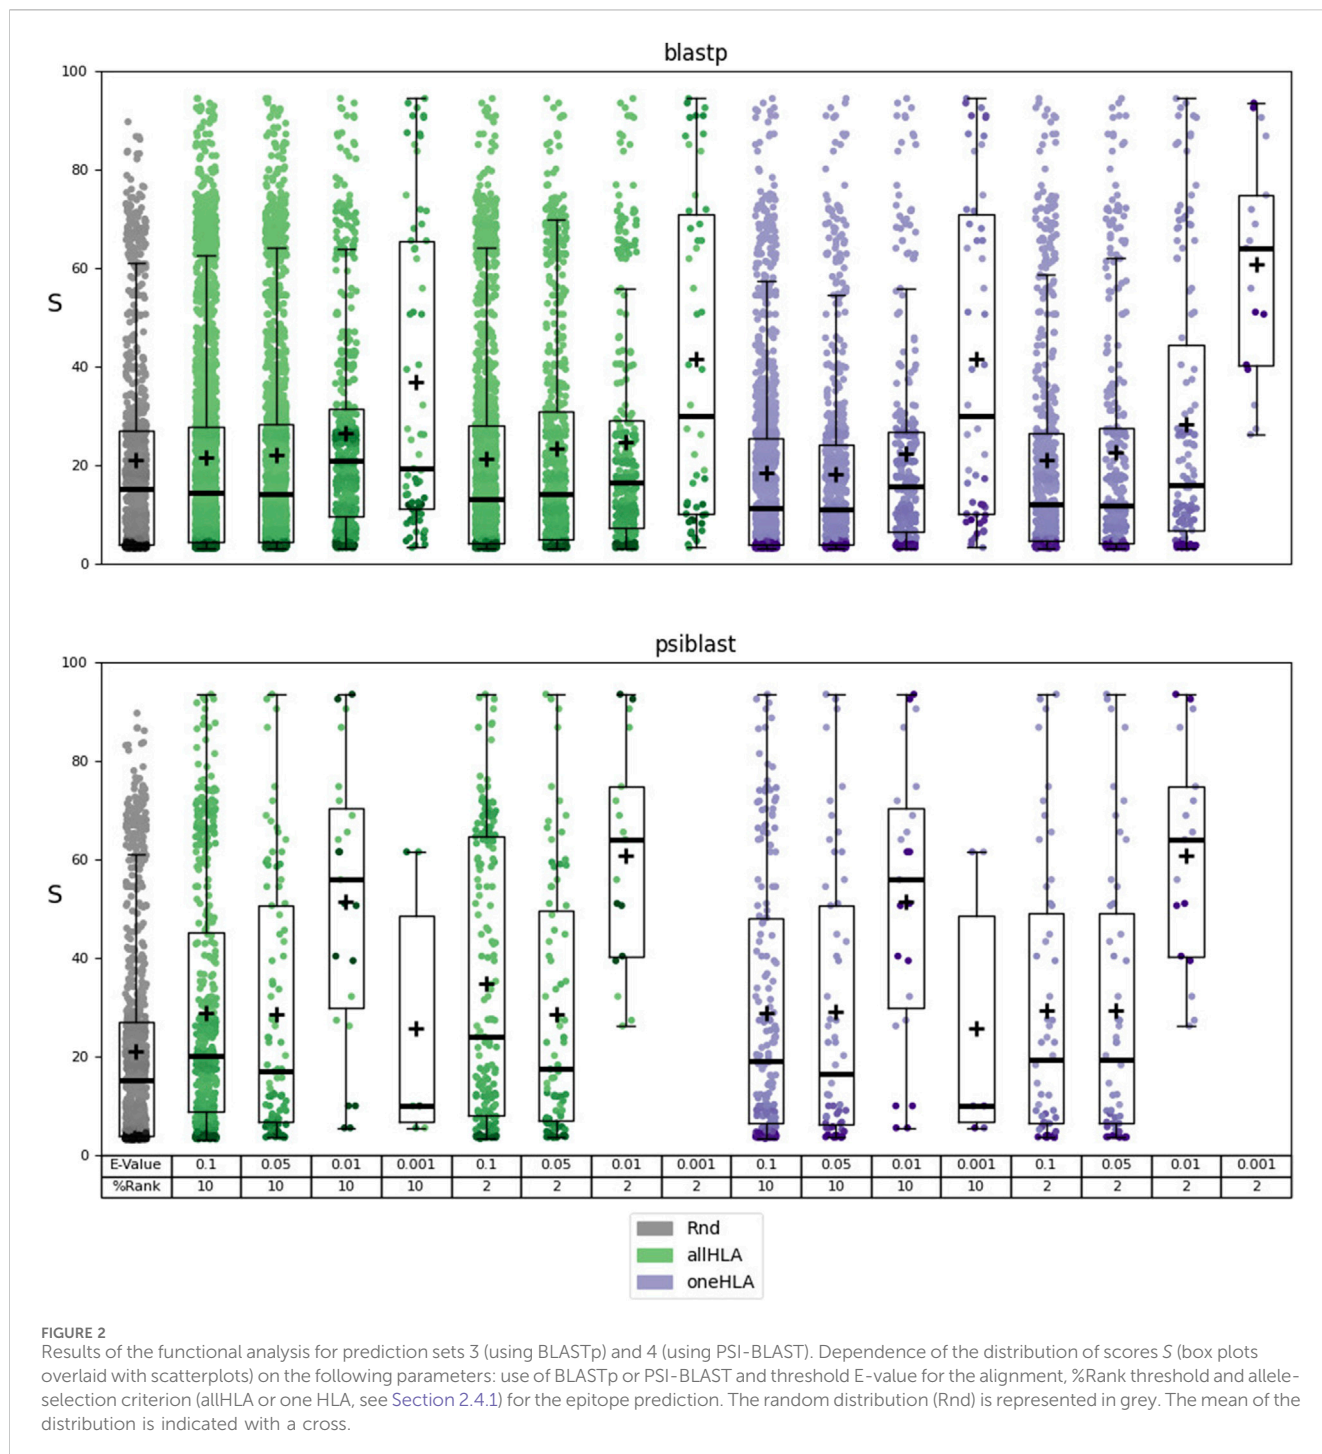 blastp
100
80
60
S
40
20
0
psiblast
100
80
60
S
40
20
0
E-Value 0.1 0.05 0.01 0.001 0.1 0.05 0.01 0.001 0.1 0.05 0.01 0.001 0.1 0.05 0.01 0.001
%Rank 10 10 10 10 2 2 2 2 10 10 10 10 2 2 2 2
Rnd
allHLA
oneHLA
FIGURE 2
Results of the functional analysis for prediction sets 3 (using BLASTp) and 4 (using PSI-BLAST). Dependence of the distribution of scores S (box plots
overlaid with scatterplots) on the following parameters: use of BLASTp or PSI-BLAST and threshold E-value for the alignment, %Rank threshold and allele-
selection criterion (allHLA or one HLA, see Section 2.4.1) for the epitope prediction. The random distribution (Rnd) is represented in grey. The mean of the
distribution is indicated with a cross.